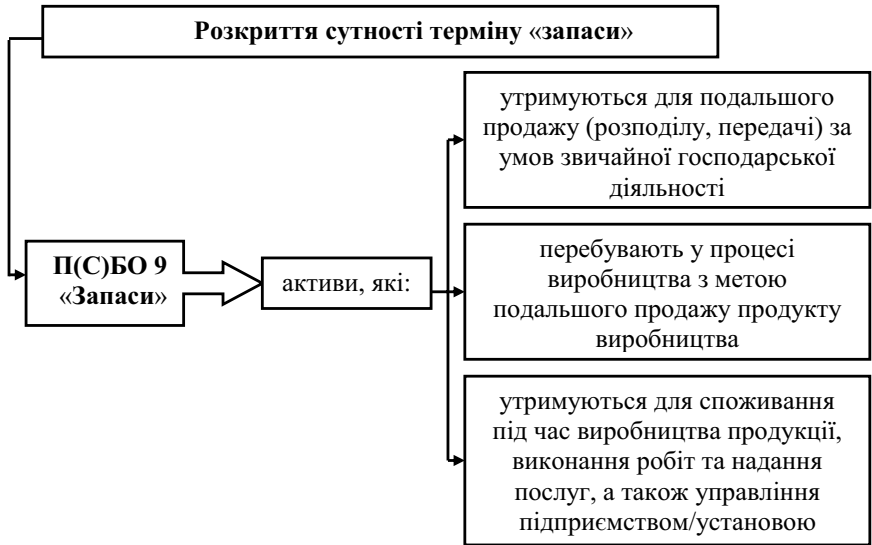 Розкриття сутності терміну «запаси»
П(С)БО 9
«Запаси»
активи, які:
утримуються для подальшого
продажу (розподілу, передачі) за
умов звичайної господарської
діяльності
перебувають у процесі
виробництва з метою
подальшого продажу продукту
виробництва
утримуються для споживання
під час виробництва продукції,
виконання робіт та надання
послуг, а також управління
підприємством/установою